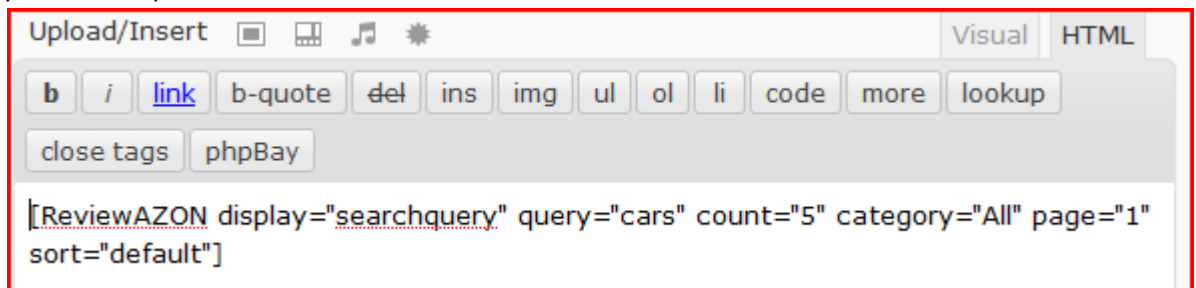 Upload/Insert Visual HTML
b i link b-quote del ins img ul ol li code more lookup
close tags phpBay
[ReviewAZON display="searchquery" query="cars" count="5" category="All" page="1"
sort="default"]